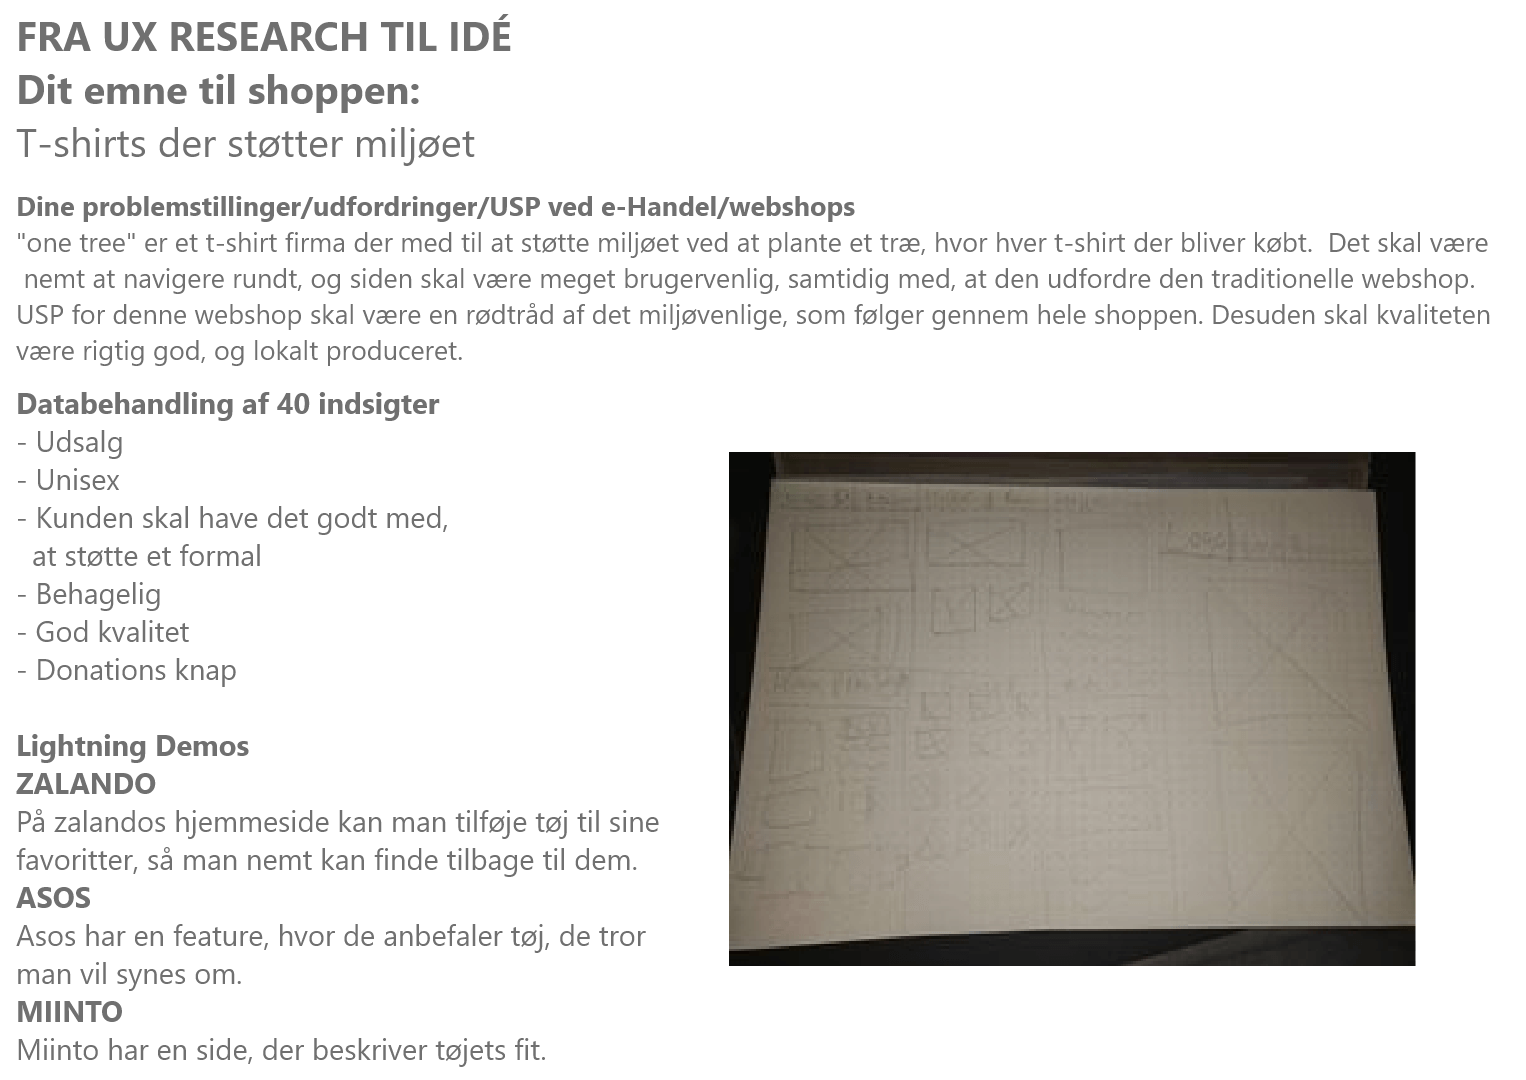 FRA UX RESEARCH TIL IDÉ
Dit emne til shoppen:
T-shirts der støtter miljøet
Dine problemstillinger/udfordringer/USP ved e-Handel/webshops
"one tree" er et t-shirt firma der med til at støtte miljøet ved at plante et træ, hvor hver t-shirt der bliver købt.  Det skal være
nemt at navigere rundt, og siden skal være meget brugervenlig, samtidig med, at den udfordre den traditionelle webshop.
USP for denne webshop skal være en rødtråd af det miljøvenlige, som følger gennem hele shoppen. Desuden skal kvaliteten
være rigtig god, og lokalt produceret.
Databehandling af 40 indsigter
- Udsalg
- Unisex
- Kunden skal have det godt med,
at støtte et formal
- Behagelig
- God kvalitet
- Donations knap
Lightning Demos
ZALANDO
På zalandos hjemmeside kan man tilføje tøj til sine
favoritter, så man nemt kan finde tilbage til dem.
ASOS
Asos har en feature, hvor de anbefaler tøj, de tror
man vil synes om.
MIINTO
Miinto har en side, der beskriver tøjets fit.